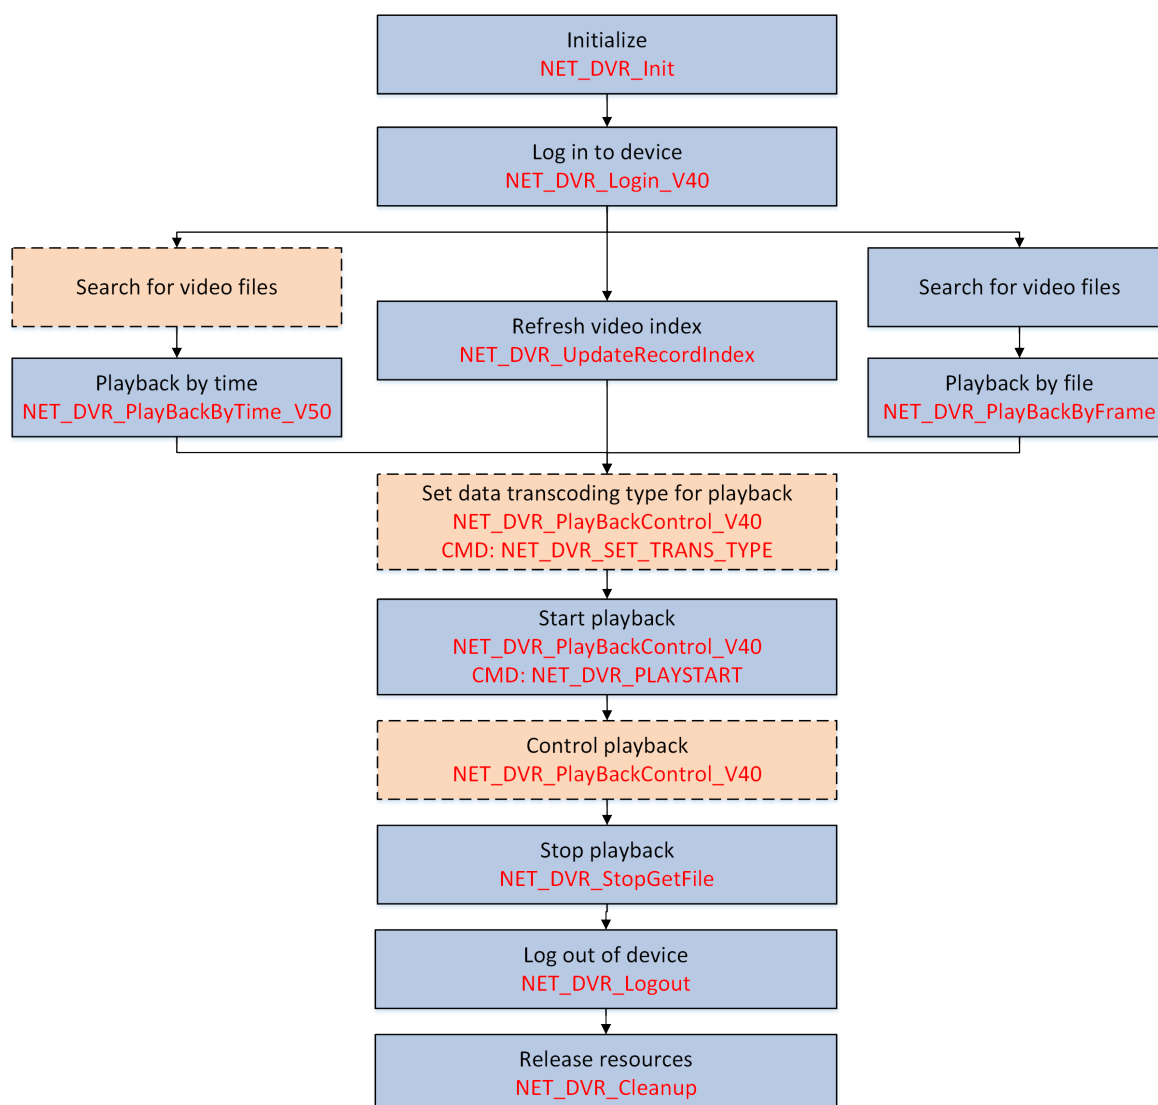 Initialize
NET_DVR_Init
Log in to device
NET_DVR_Login_V40
Search for video files
Search for video files
Refresh video index
NET_DVR_UpdateRecordIndex
Playback by time
NET_DVR_PlayBackByTime_V50
Playback by file
NET_DVR_PlayBackByFrame
Set data transcoding type for playback
NET_DVR_PlayBackControl_V40
CMD: NET_DVR_SET_TRANS_TYPE
Start playback
NET_DVR_PlayBackControl_V40
CMD: NET_DVR_PLAYSTART
Control playback
NET_DVR_PlayBackControl_V40
Stop playback
NET_DVR_StopGetFile
Log out of device
NET_DVR_Logout
Release resources
NET_DVR_Cleanup